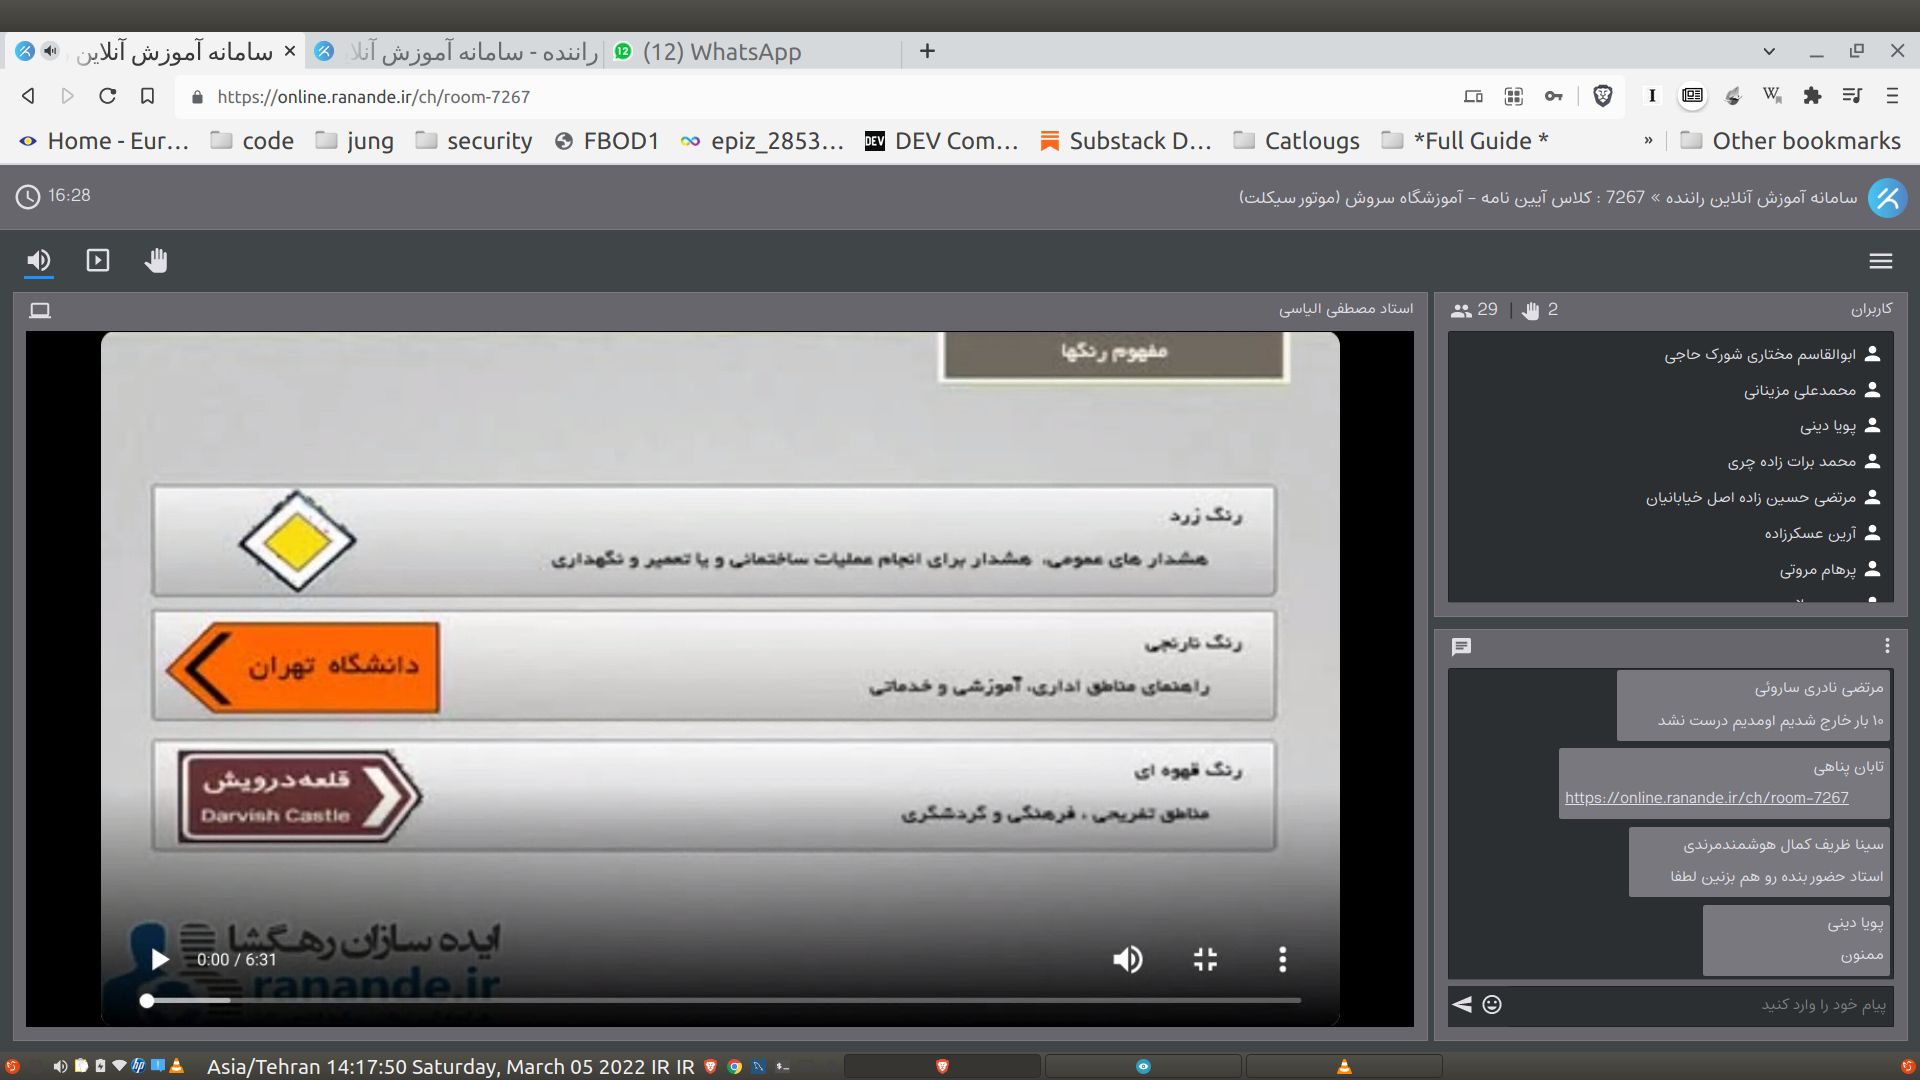 سامانه آموزش آنلاین
راننده - سامانه آموزش آنلا
(12) WhatsApp
https://online.ranande.ir/ch/room-7267
Home - Eur...
code
jung
security
FBOD1
epiz_2853...
DEV Com...
Substack D...
Catlougs
*Full Guide *
»
Other bookmarks
16:28
سامانه آموزش آنلاین راننده » 7267 : کلاس آیین نامه - آموزشگاه سروش (موتور سیکلت)
استاد مصطفی الیاسی
مفهوم رنگها
رنگ زرد
هشدار های عمومی، هشدار برای انجام عملیات ساختمانی و یا تعمیر و نگهداری
رنگ نارنجی
راهنمای مناطق اداری، آموزشی و خدماتی
دانشگاه تهران
رنگ قهوه ای
مناطق تفریحی ، فرهنگی و گردشگری
قلعه درویش
Darvish Castle
ایده سازان رهگشا
ranande.ir
0:00 / 6:31
کاربران
29 | 2
ابوالقاسم مختاری شورک حاجی
محمدعلی مزینانی
پویا دینی
محمد برات زاده چری
مرتضی حسین زاده اصل خیابانیان
آرین عسکرزاده
پرهام مروتی
مرتضی نادری ساروئی
۱۰ بار خارج شدیم اومدیم درست نشد
تابان پناهی
https://online.ranande.ir/ch/room-7267
سینا ظریف کمال هوشمندمرندی
استاد حضور بنده رو هم بزنین لطفا
پویا دینی
ممنون
پیام خود را وارد کنید
Asia/Tehran 14:17:50 Saturday, March 05 2022 IR IR